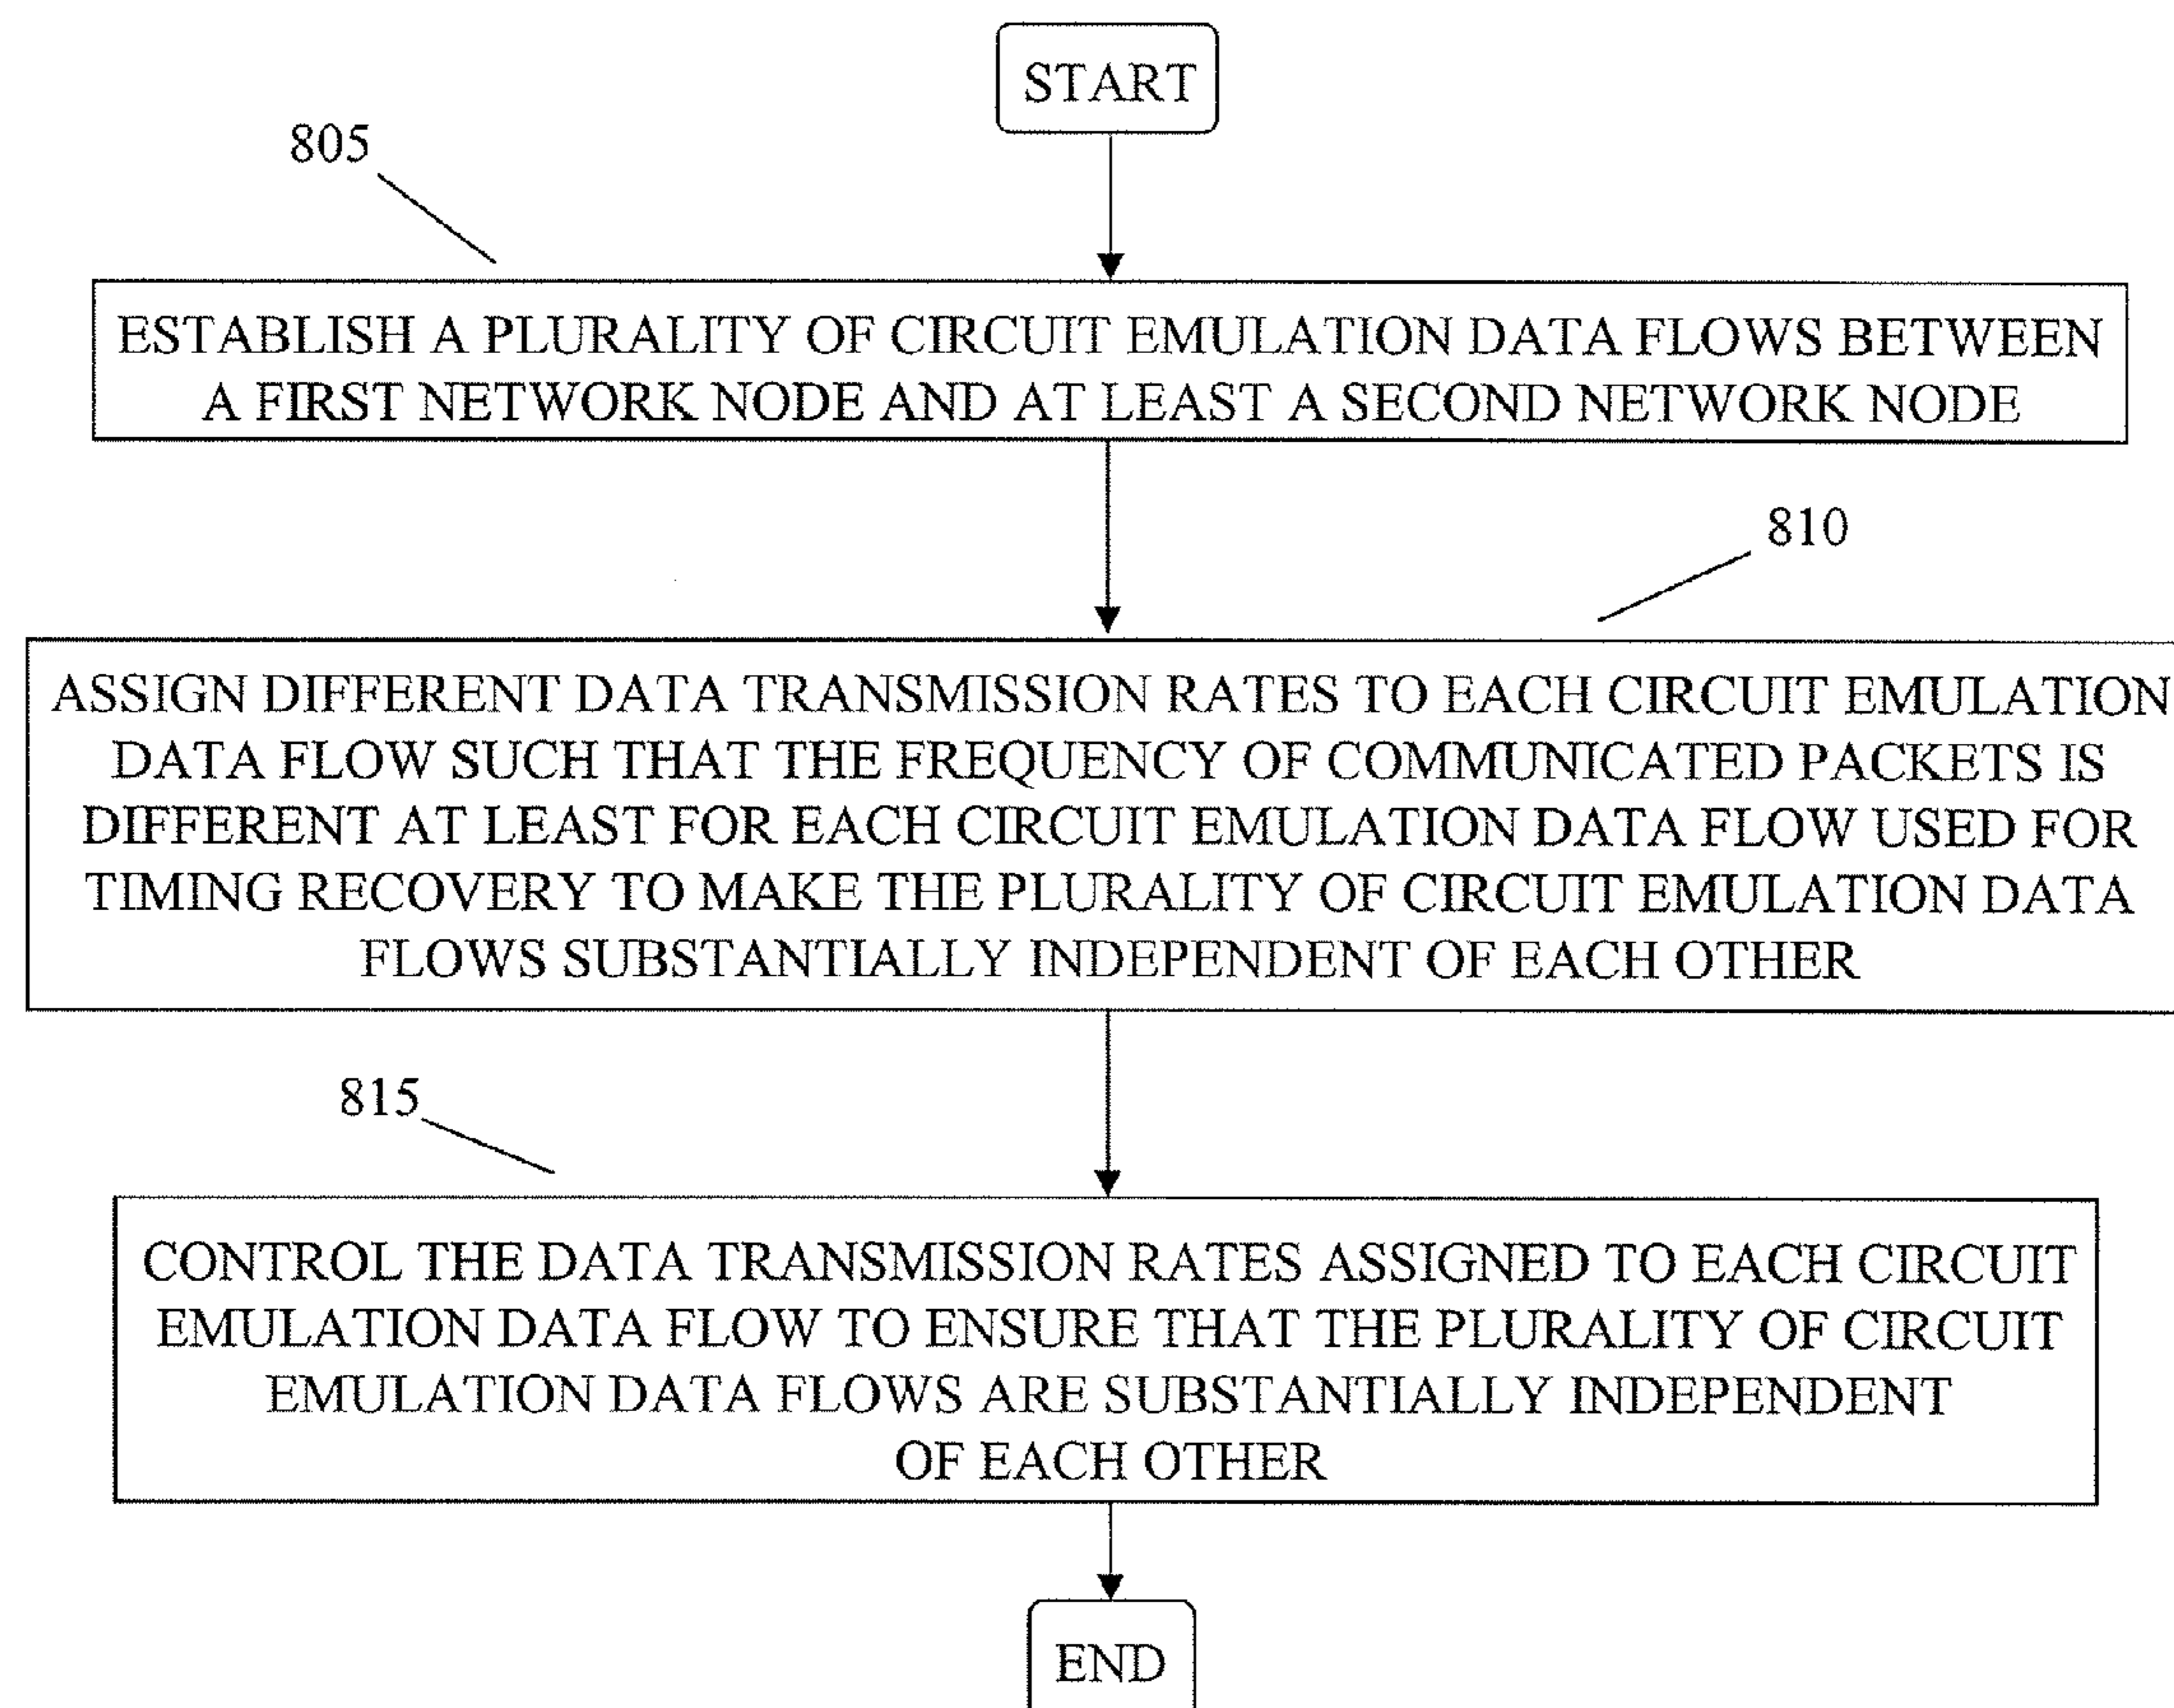 START
805
ESTABLISH A PLURALITY OF CIRCUIT EMULATION DATA FLOWS BETWEEN
A FIRST NETWORK NODE AND AT LEAST A SECOND NETWORK NODE
810
ASSIGN DIFFERENT DATA TRANSMISSION RATES TO EACH CIRCUIT EMULATION
DATA FLOW SUCH THAT THE FREQUENCY OF COMMUNICATED PACKETS IS
DIFFERENT AT LEAST FOR EACH CIRCUIT EMULATION DATA FLOW USED FOR
TIMING RECOVERY TO MAKE THE PLURALITY OF CIRCUIT EMULATION DATA
FLOWS SUBSTANTIALLY INDEPENDENT OF EACH OTHER
815
CONTROL THE DATA TRANSMISSION RATES ASSIGNED TO EACH CIRCUIT
EMULATION DATA FLOW TO ENSURE THAT THE PLURALITY OF CIRCUIT
EMULATION DATA FLOWS ARE SUBSTANTIALLY INDEPENDENT
OF EACH OTHER
END